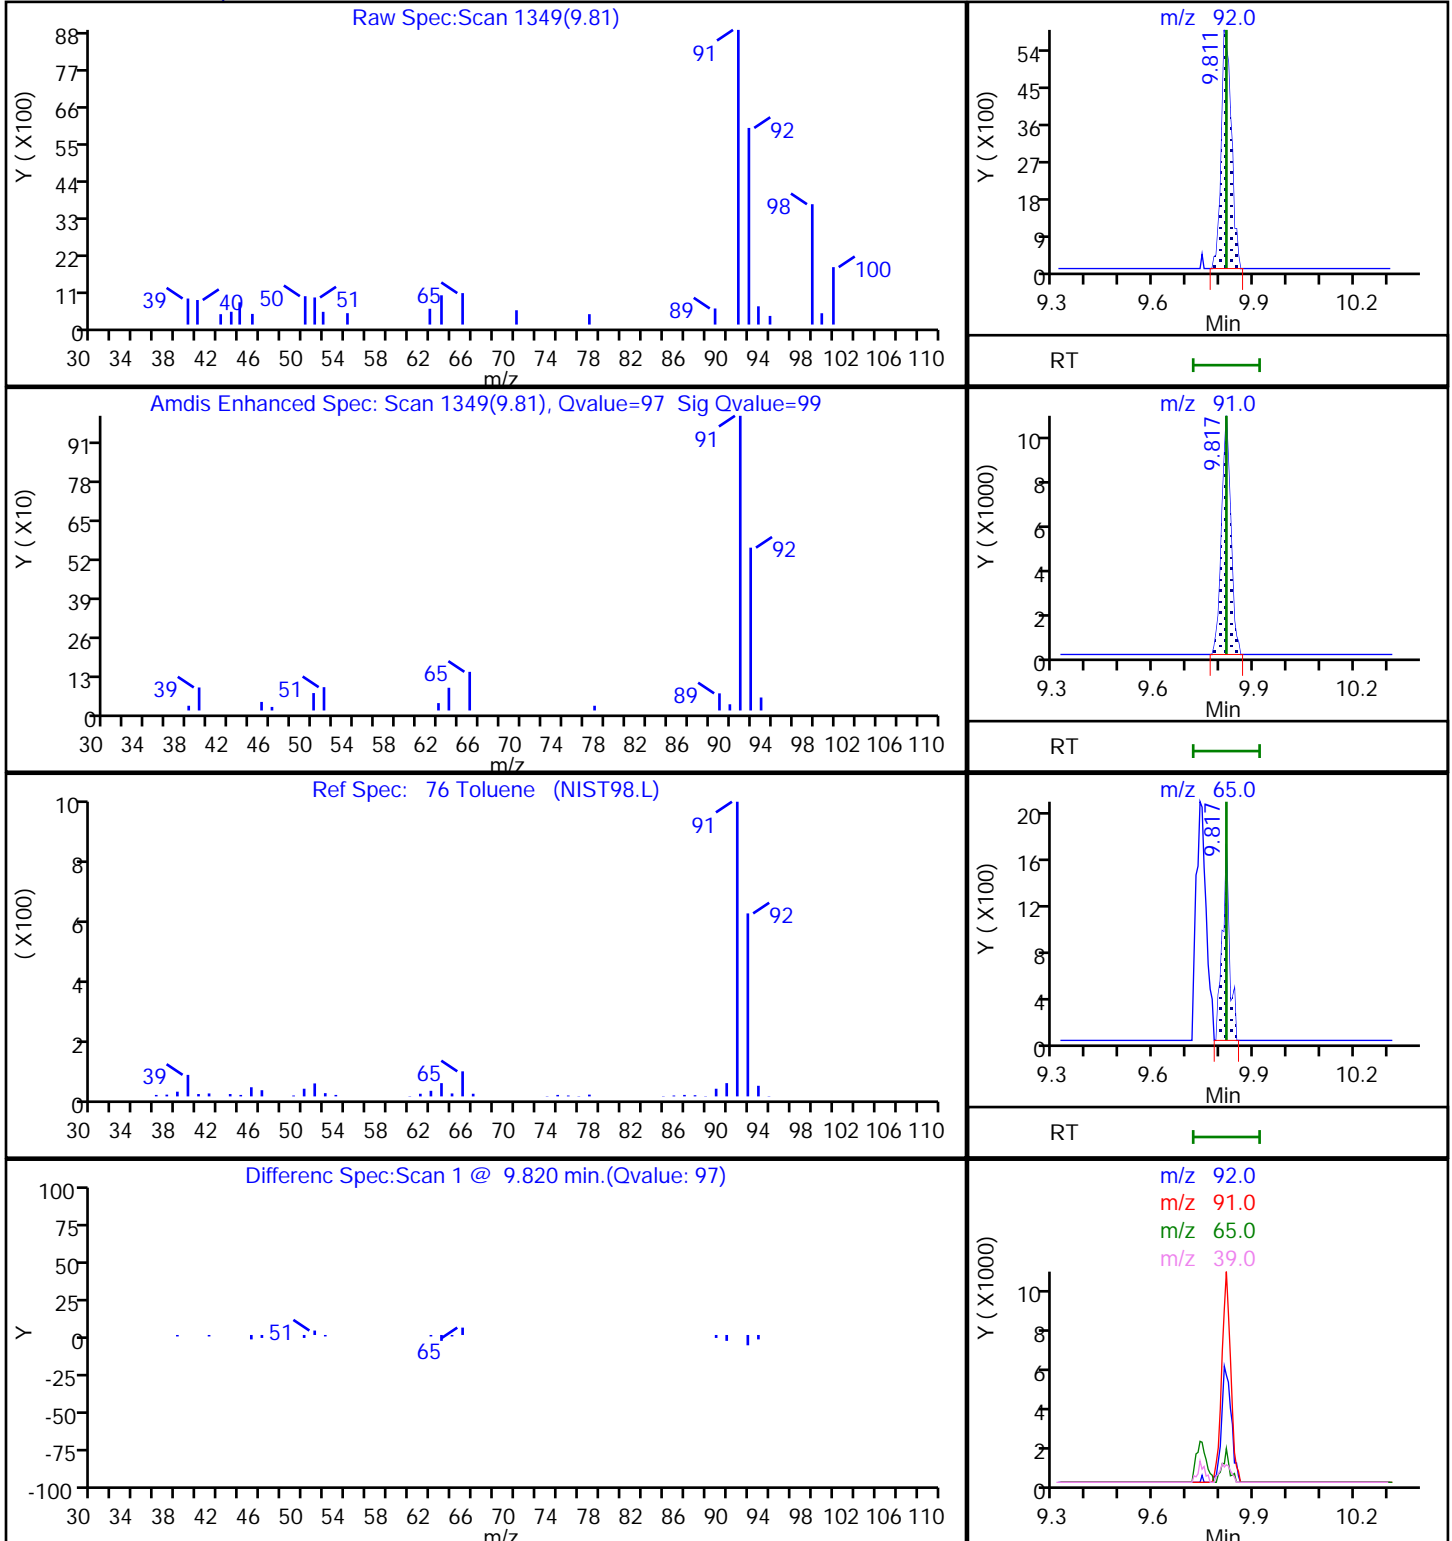 Raw Spec:Scan 1349(9.81)
Y ( X100)
88
77
66
55
44
33
22
11
0
91
92
98
100
39
40
50
51
65
89
30 34 38 42 46 50 54 58 62 66 70 74 78 82 86 90 94 98 102 106 110
m/z
m/z 92.0
Y ( X100)
54
45
36
27
18
9
0
9.811
9.3 9.6 9.9 10.2
Min
RT
Amdis Enhanced Spec: Scan 1349(9.81), Qvalue=97 Sig Qvalue=99
Y ( X10)
91
78
65
52
39
26
13
0
91
92
39
51
65
89
30 34 38 42 46 50 54 58 62 66 70 74 78 82 86 90 94 98 102 106 110
m/z
m/z 91.0
Y ( X1000)
10
8
6
4
2
0
9.817
9.3 9.6 9.9 10.2
Min
RT
Ref Spec: 76 Toluene (NIST98.L)
( X100)
10
8
6
4
2
0
91
92
39
65
30 34 38 42 46 50 54 58 62 66 70 74 78 82 86 90 94 98 102 106 110
m/z 65.0
Y ( X100)
20
16
12
8
4
0
9.817
9.3 9.6 9.9 10.2
Min
RT
Differenc Spec:Scan 1 @ 9.820 min.(Qvalue: 97)
Y
100
75
50
25
0
-25
-50
-75
-100
51
65
30 34 38 42 46 50 54 58 62 66 70 74 78 82 86 90 94 98 102 106 110
m/z
m/z 92.0
m/z 91.0
m/z 65.0
m/z 39.0
Y ( X1000)
10
8
6
4
2
0
9.3 9.6 9.9 10.2
Min